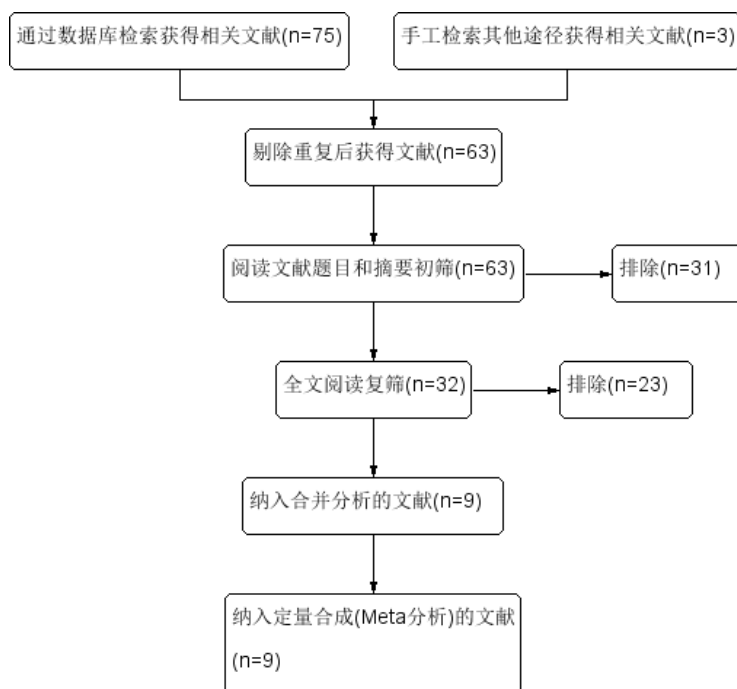 通过数据库检索获得相关文献(n=75)
手工检索其他途径获得相关文献(n=3)
剔除重复后获得文献(n=63)
阅读文献题目和摘要初筛(n=63)
排除(n=31)
全文阅读复筛(n=32)
排除(n=23)
纳入合并分析的文献(n=9)
纳入定量合成(Meta分析)的文献
(n=9)